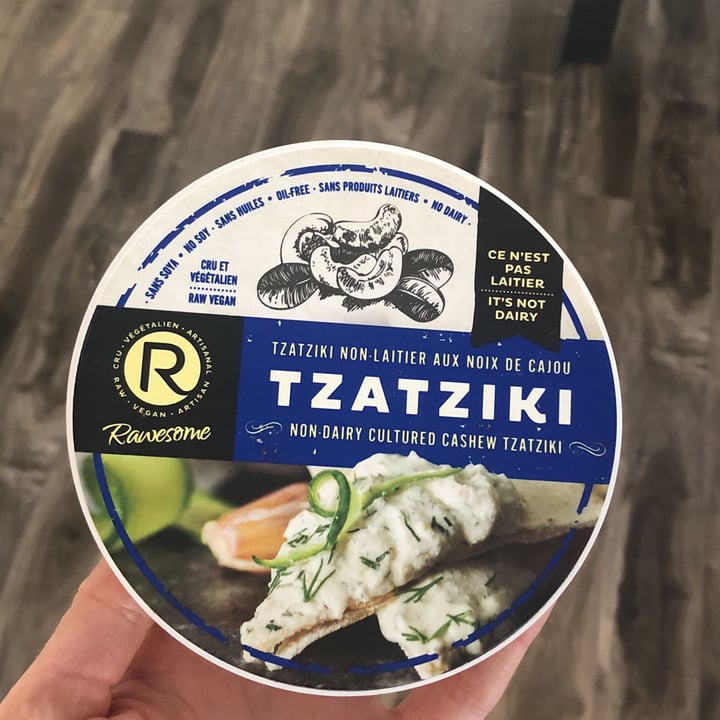 · SANS SOYA · NO SOY · SANS HUILES · OIL-FREE · SANS PRODUITS LAITIERS · NO DAIRY ·
CRU ET
VÉGÉTALIEN
RAW VEGAN
CE N'EST
PAS
LAITIER
IT'S NOT
DAIRY
CRU · VÉGÉTALIEN · ARTISANAL
R
RAW · VEGAN · ARTISAN
Rawesome
TZATZIKI NON-LAITIER AUX NOIX DE CAJOU
TZATZIKI
NON-DAIRY CULTURED CASHEW TZATZIKI